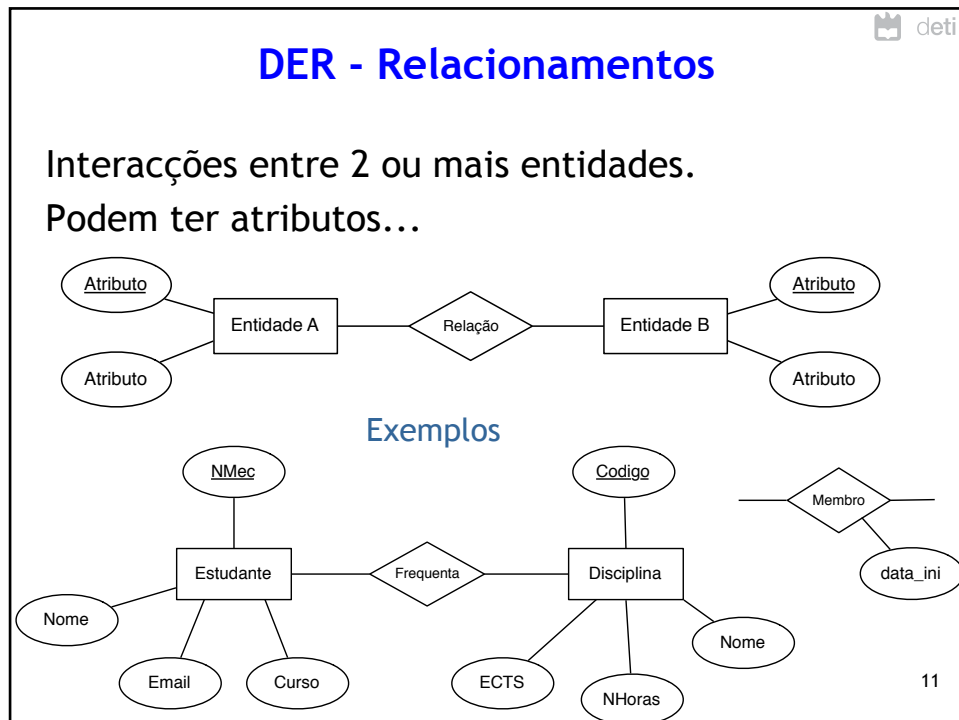 deti
DER - Relacionamentos
Interacções entre 2 ou mais entidades.
Podem ter atributos...
Atributo
Atributo
Entidade A
Relação
Entidade B
Atributo
Atributo
Exemplos
NMec
Codigo
Membro
Estudante
Frequenta
Disciplina
data_ini
Nome
Nome
Email
Curso
ECTS
NHoras
11